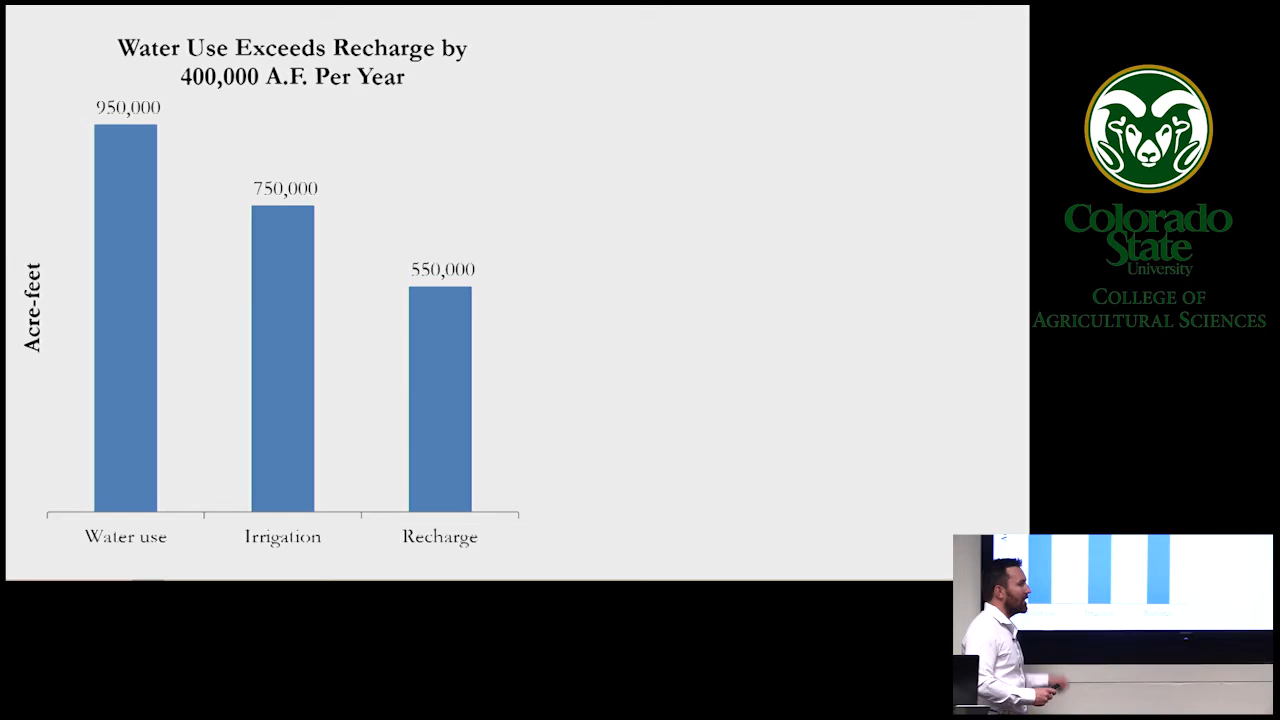 Water Use Exceeds Recharge by
400,000 A.F. Per Year
950,000
750,000
550,000
Acre-feet
Water use
Irrigation
Recharge
Colorado
State
University
COLLEGE OF
AGRICULTURAL SCIENCES